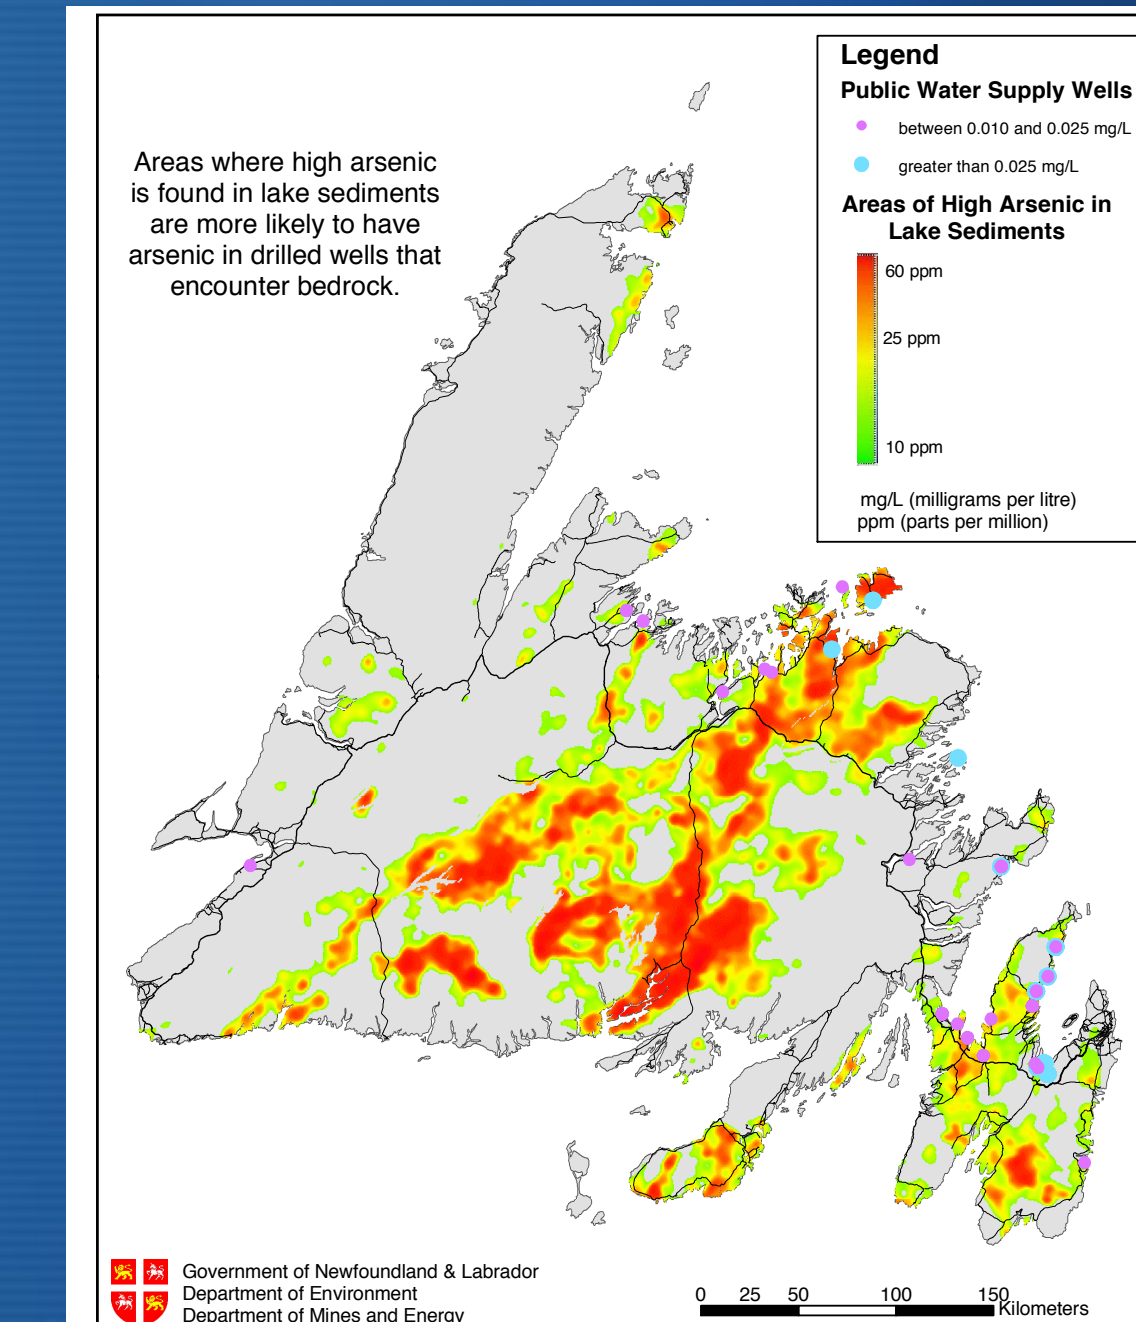 Areas where high arsenic
is found in lake sediments
are more likely to have
arsenic in drilled wells that
encounter bedrock.
Legend
Public Water Supply Wells
between 0.010 and 0.025 mg/L
greater than 0.025 mg/L
Areas of High Arsenic in
Lake Sediments
60 ppm
25 ppm
10 ppm
mg/L (milligrams per litre)
ppm (parts per million)
Government of Newfoundland & Labrador
Department of Environment
Department of Mines and Energy
0 25 50 100 150
Kilometers